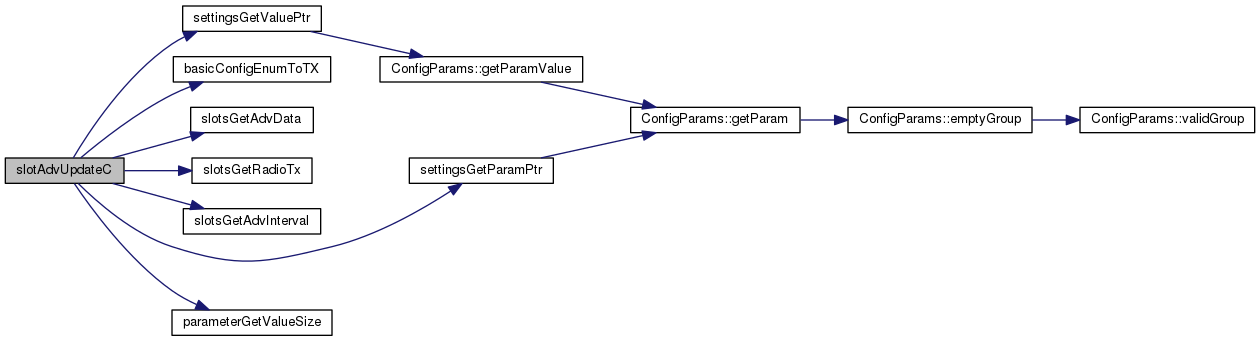 settingsGetValuePtr
basicConfigEnumToTX
ConfigParams::getParamValue
slotsGetAdvData
ConfigParams::getParam
ConfigParams::emptyGroup
ConfigParams::validGroup
slotAdvUpdateC
slotsGetRadioTx
settingsGetParamPtr
slotsGetAdvInterval
parameterGetValueSize